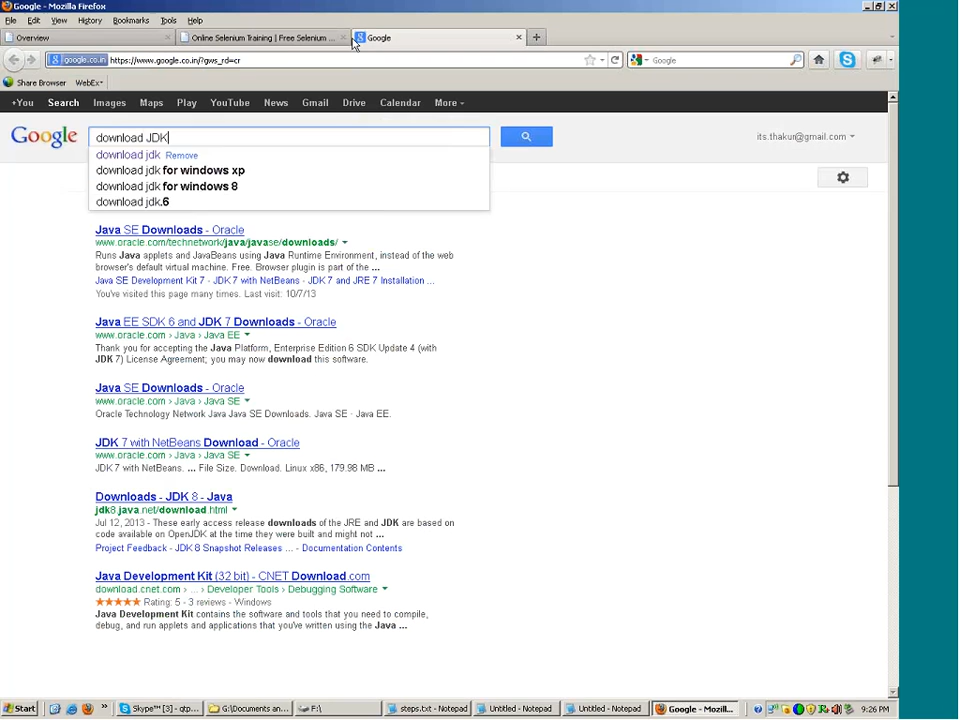 Google - Mozilla Firefox
File Edit View History Bookmarks Tools Help
Overview × Online Selenium Training | Free Selenium ... × Google × +
google.co.in https://www.google.co.in/?gws_rd=cr Google
Share Browser WebEx
+You Search Images Maps Play YouTube News Gmail Drive Calendar More
Google download JDK its.thakur@gmail.com
download jdk Remove
download jdk for windows xp
download jdk for windows 8
download jdk.6
Java SE Downloads - Oracle
www.oracle.com/technetwork/java/javase/downloads/
Runs Java applets and JavaBeans using Java Runtime Environment, instead of the web
browser's default virtual machine. Free. Browser plugin is part of the ...
Java SE Development Kit 7 - JDK 7 with NetBeans - JDK 7 and JRE 7 Installation ...
You've visited this page many times. Last visit: 10/7/13
Java EE SDK 6 and JDK 7 Downloads - Oracle
www.oracle.com › Java › Java EE
Thank you for accepting the Java Platform, Enterprise Edition 6 SDK Update 4 (with
JDK 7) License Agreement; you may now download this software.
Java SE Downloads - Oracle
www.oracle.com › Java › Java SE
Oracle Technology Network Java Java SE Downloads. Java SE · Java EE.
JDK 7 with NetBeans Download - Oracle
www.oracle.com › Java › Java SE
JDK 7 with NetBeans. ... File Size. Download. Linux x86, 179.98 MB ...
Downloads - JDK 8 - Java
jdk8.java.net/download.html
Jul 12, 2013 - These early access release downloads of the JRE and JDK are based on
code available on OpenJDK at the time they were built and might not ...
Project Feedback - JDK 8 Snapshot Releases ... - Documentation Contents
Java Development Kit (32 bit) - CNET Download.com
download.cnet.com › ... › Developer Tools › Debugging Software
Rating: 5 - 3 reviews - Windows
Java Development Kit contains the software and tools that you need to compile,
debug, and run applets and applications that you've written using the Java ...
Start Skype™ [3] - qtp... G:\Documents an... F:\ steps.txt - Notepad Untitled - Notepad Untitled - Notepad Google - Mozill... 9:26 PM